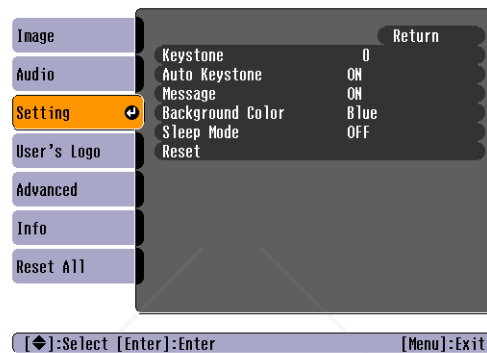 Image
Audio
Setting
User's Logo
Advanced
Info
Reset All
Return
Keystone 0
Auto Keystone ON
Message ON
Background Color Blue
Sleep Mode OFF
Reset
[◆]:Select [Enter]:Enter [Menu]:Exit